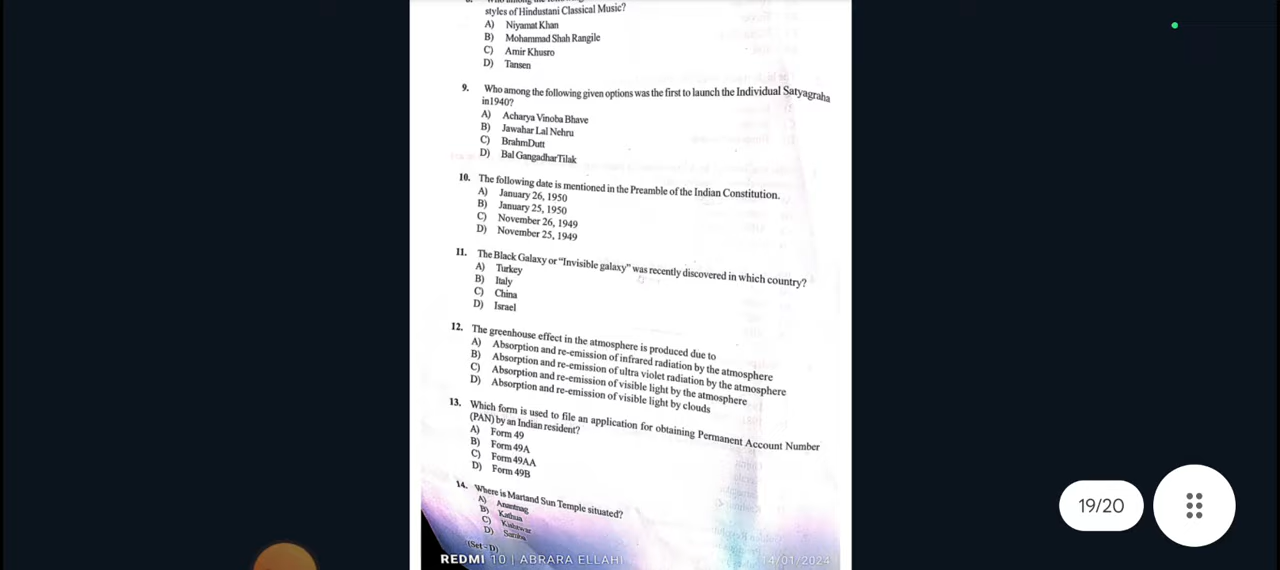 styles of Hindustani Classical Music?
A) Niyamat Khan
B) Mohammad Shah Rangile
C) Amir Khusro
D) Tansen
9. Who among the following given options was the first to launch the Individual Satyagraha
in1940?
A) Acharya Vinoba Bhave
B) Jawahar Lal Nehru
C) BrahmDutt
D) Bal GangadharTilak
10. The following date is mentioned in the Preamble of the Indian Constitution.
A) January 26, 1950
B) January 25, 1950
C) November 26, 1949
D) November 25, 1949
11. The Black Galaxy or "Invisible galaxy" was recently discovered in which country?
A) Turkey
B) Italy
C) China
D) Israel
12. The greenhouse effect in the atmosphere is produced due to
A) Absorption and re-emission of infrared radiation by the atmosphere
B) Absorption and re-emission of ultra violet radiation by the atmosphere
C) Absorption and re-emission of visible light by the atmosphere
D) Absorption and re-emission of visible light by clouds
13. Which form is used to file an application for obtaining Permanent Account Number
(PAN) by an Indian resident?
A) Form 49
B) Form 49A
C) Form 49AA
D) Form 49B
14. Where is Martand Sun Temple situated?
A) Anantnag
B) Kathua
C) Kishtwar
D) Samba
(Set - D)
REDMI 10 | ABRARA ELLAHI
14/01/2024
19/20